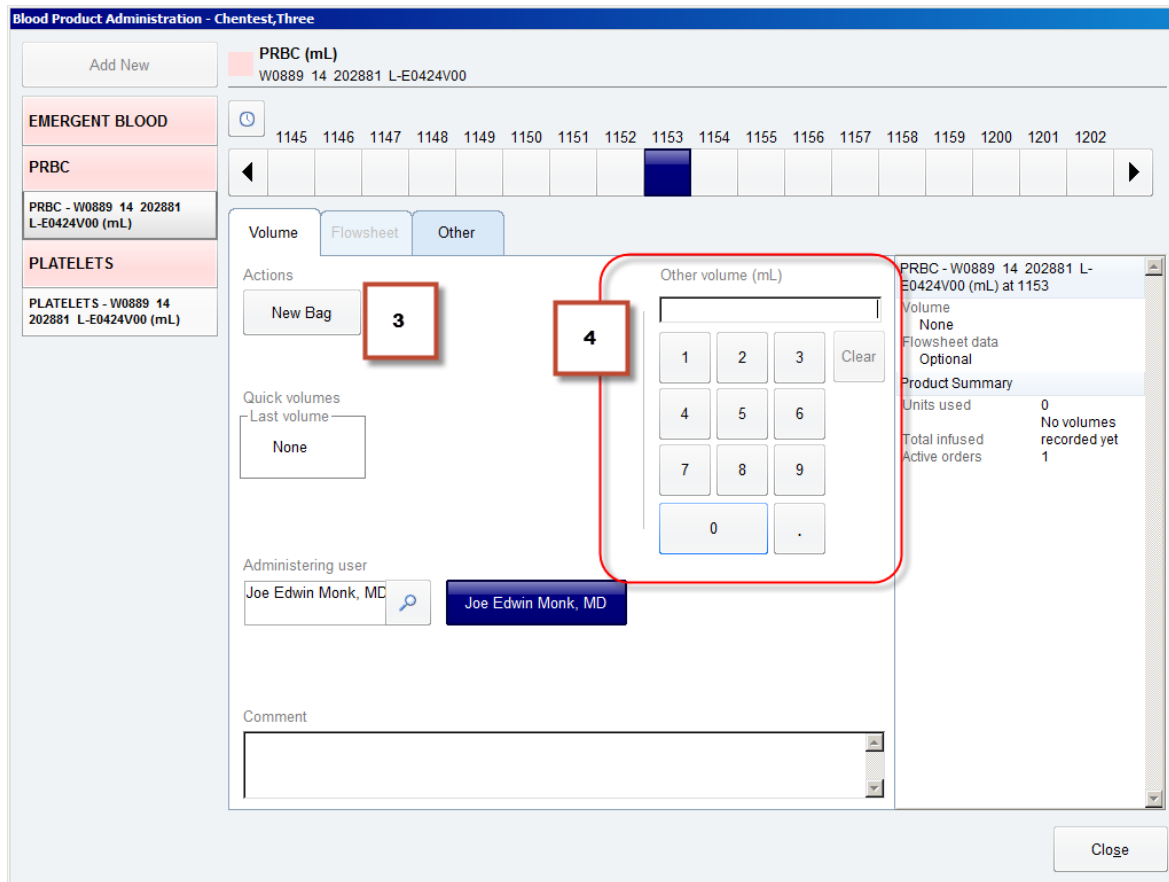 Blood Product Administration - Chentest,Three
Add New
PRBC (mL)
W0889 14 202881 L-E0424V00
EMERGENT BLOOD
PRBC
PRBC - W0889 14 202881
L-E0424V00 (mL)
PLATELETS
PLATELETS - W0889 14
202881 L-E0424V00 (mL)
1145 1146 1147 1148 1149 1150 1151 1152 1153 1154 1155 1156 1157 1158 1159 1200 1201 1202
Volume Flowsheet Other
Actions
New Bag
3
Quick volumes
Last volume
None
4
Other volume (mL)
1 2 3 Clear
4 5 6
7 8 9
0 .
Administering user
Joe Edwin Monk, MD
Joe Edwin Monk, MD
Comment
PRBC - W0889 14 202881 L-
E0424V00 (mL) at 1153
Volume
None
Flowsheet data
Optional
Product Summary
Units used 0
No volumes
Total infused recorded yet
Active orders 1
Close